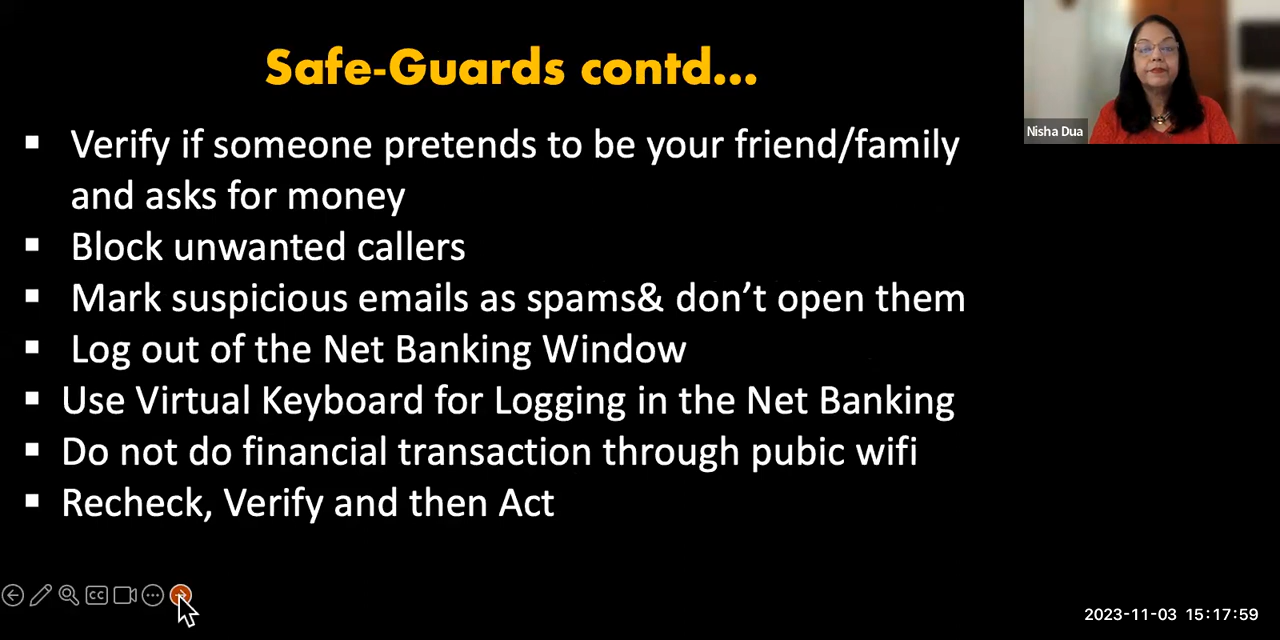 Safe-Guards contd...
Nisha Dua
▪ Verify if someone pretends to be your friend/family
and asks for money
▪ Block unwanted callers
▪ Mark suspicious emails as spams& don’t open them
▪ Log out of the Net Banking Window
▪ Use Virtual Keyboard for Logging in the Net Banking
▪ Do not do financial transaction through pubic wifi
▪ Recheck, Verify and then Act
CC
2023-11-03 15:17:59